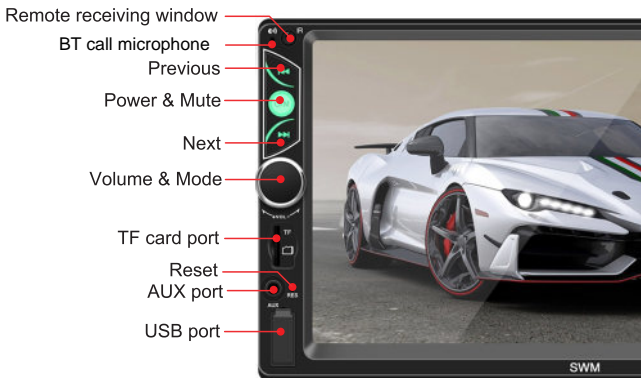 Remote receiving window
IR
BT call microphone
Previous
Power & Mute
Next
Volume & Mode
TF card port
TF
Reset
AUX port
RES
AUX
USB port
SWM